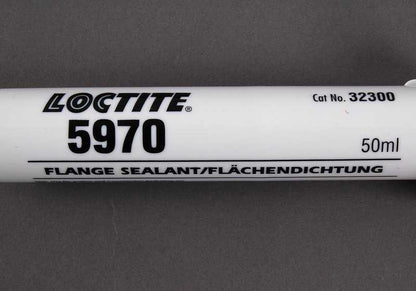 LOCTITE®
Cat No. 32300
5970
50ml
FLANGE SEALANT/FLÄCHENDICHTUNG